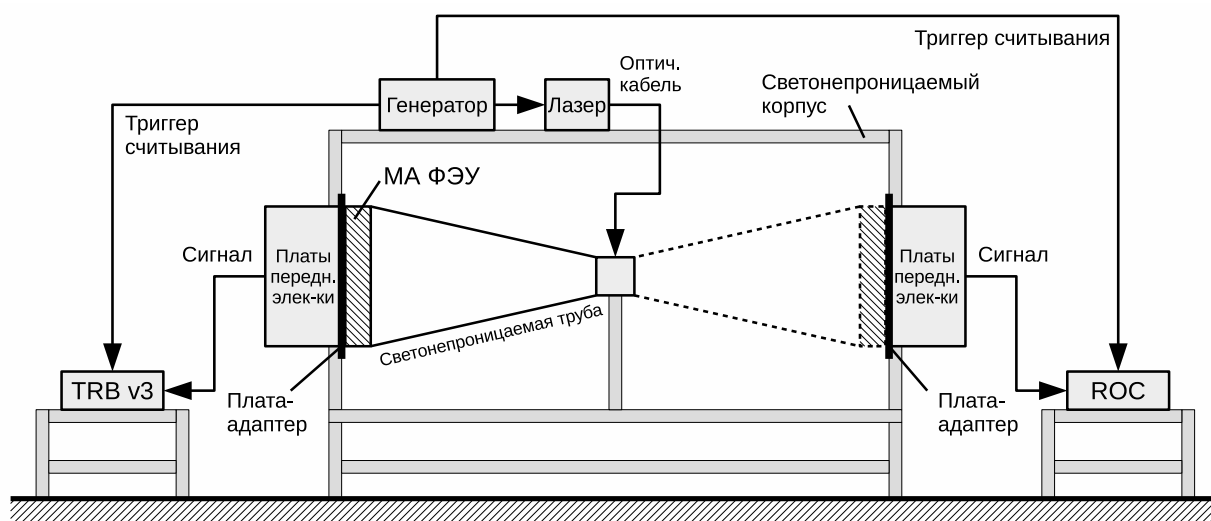 Триггер считывания
Оптич.
кабель
Светонепроницаемый
корпус
Генератор
Лазер
Триггер
считывания
МА ФЭУ
Сигнал
Платы
передн.
элек-ки
Платы
передн.
элек-ки
Сигнал
Светонепроницаемая труба
TRB v3
Плата-
адаптер
Плата-
адаптер
ROC